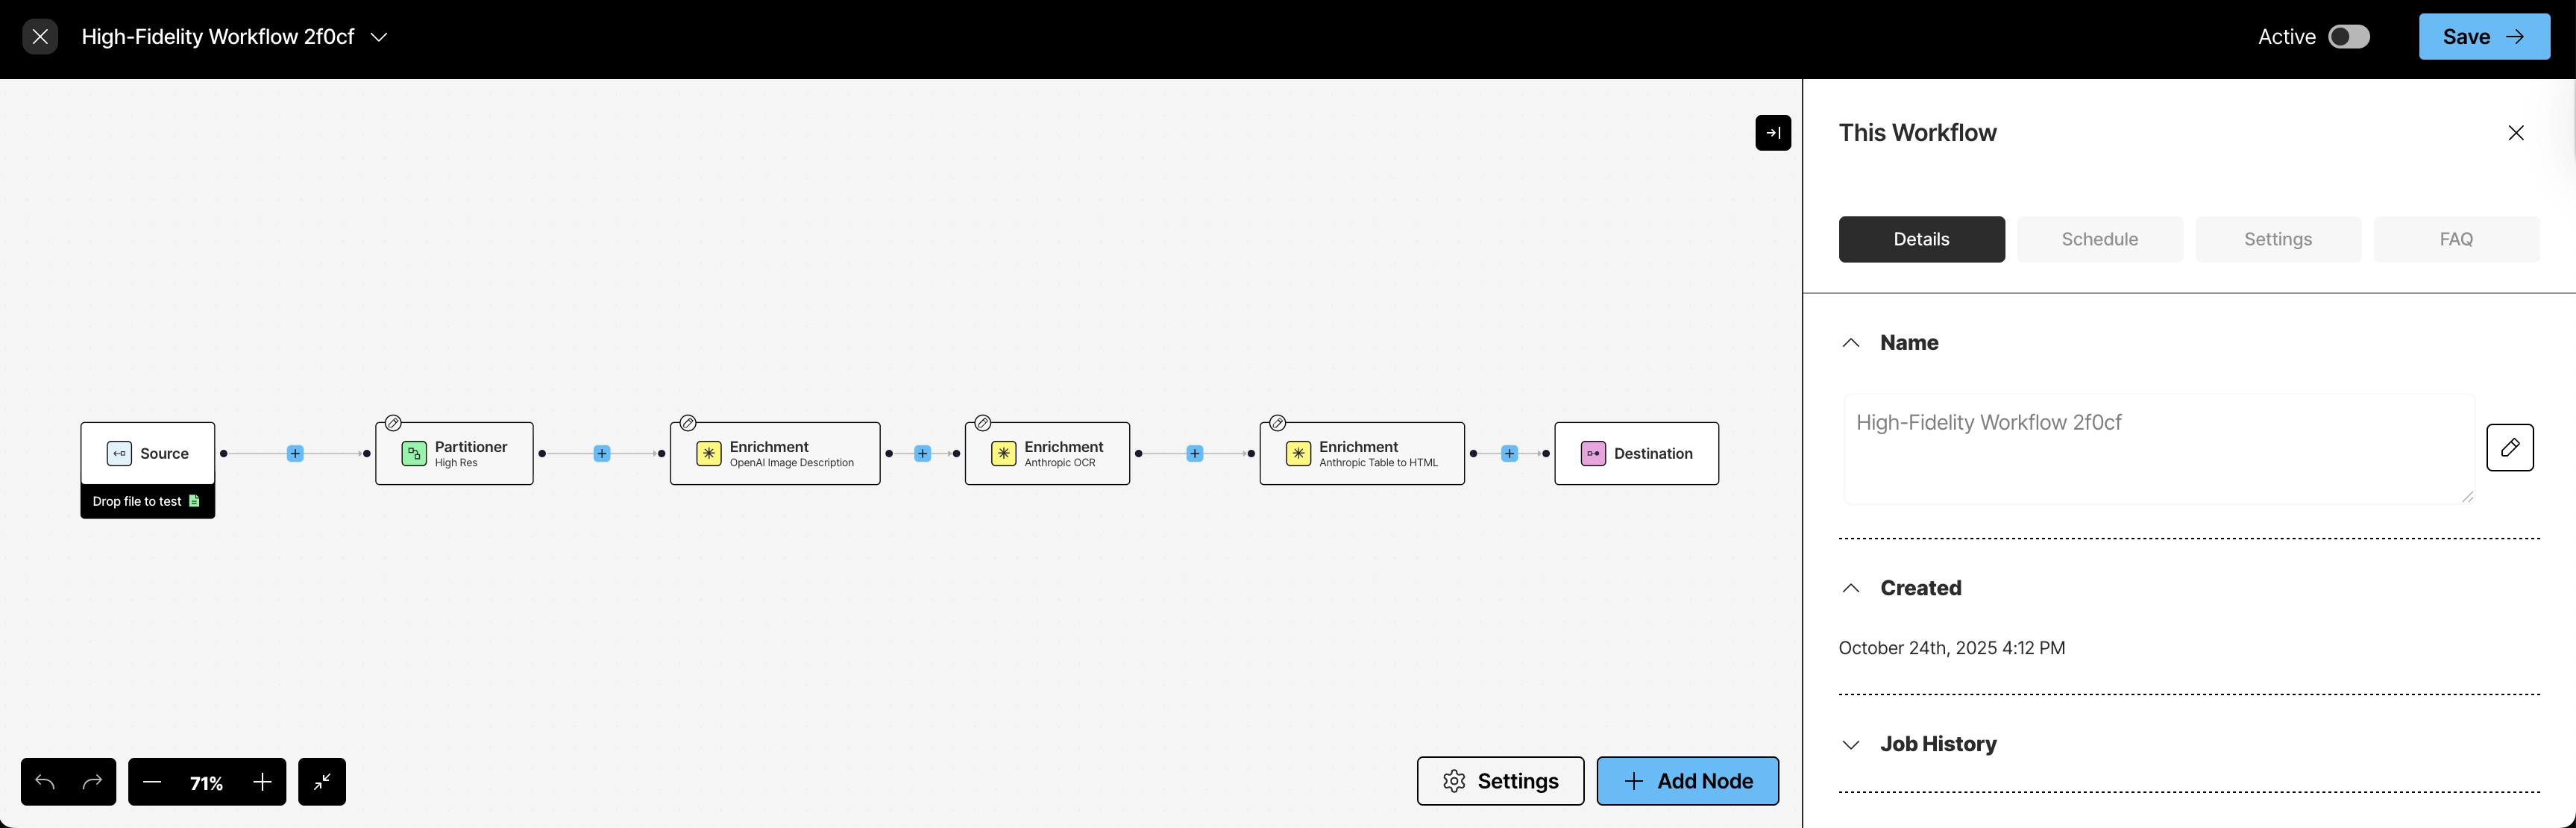 High-Fidelity Workflow 2f0cf
Active
Save
This Workflow
Details
Schedule
Settings
FAQ
Name
High-Fidelity Workflow 2f0cf
Source
Drop file to test
Partitioner
High Res
Enrichment
OpenAI Image Description
Enrichment
Anthropic OCR
Enrichment
Anthropic Table to HTML
Destination
Created
October 24th, 2025 4:12 PM
Job History
71%
Settings
Add Node